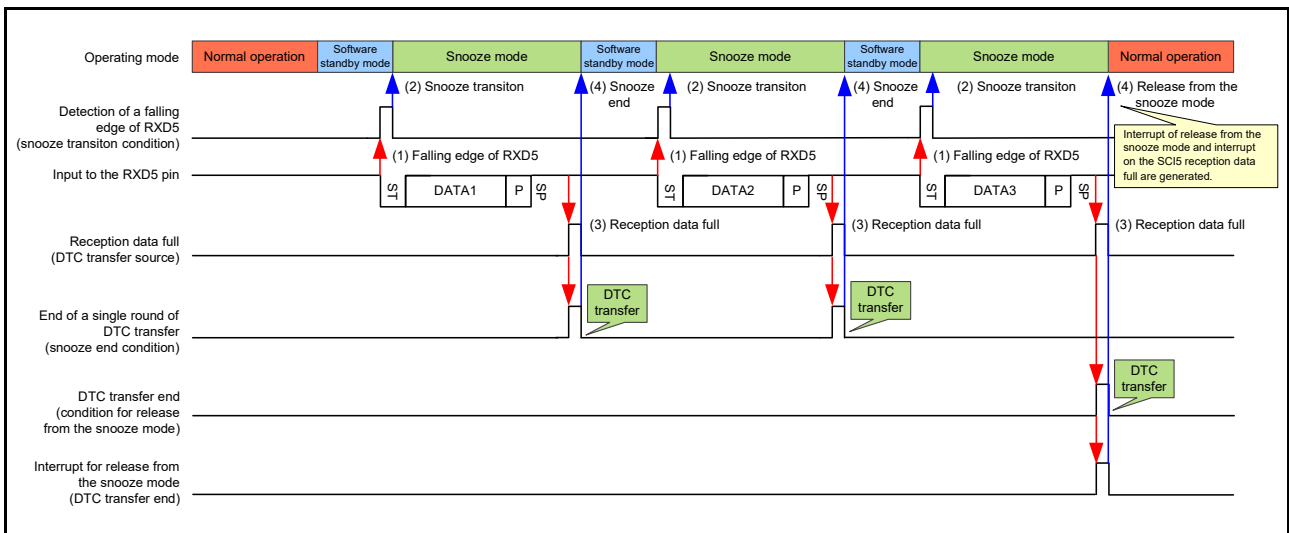 Operating mode
Normal operation
Software
standby mode
Snooze mode
Software
standby mode
Snooze mode
Software
standby mode
Snooze mode
Normal operation
(2) Snooze transiton
(4) Snooze
end
(2) Snooze transiton
(4) Snooze
end
(2) Snooze transiton
(4) Release from the
snooze mode
Detection of a falling
edge of RXD5
(snooze transiton condition)
Interrupt of release from the
snooze mode and interrupt
on the SCI5 reception data
full are generated.
(1) Falling edge of RXD5
(1) Falling edge of RXD5
(1) Falling edge of RXD5
Input to the RXD5 pin
ST
DATA1
P
SP
ST
DATA2
P
SP
ST
DATA3
P
SP
Reception data full
(DTC transfer source)
(3) Reception data full
(3) Reception data full
(3) Reception data full
End of a single round of
DTC transfer
(snooze end condition)
DTC
transfer
DTC
transfer
DTC transfer end
(condition for release
from the snooze mode)
DTC
transfer
Interrupt for release from
the snooze mode
(DTC transfer end)